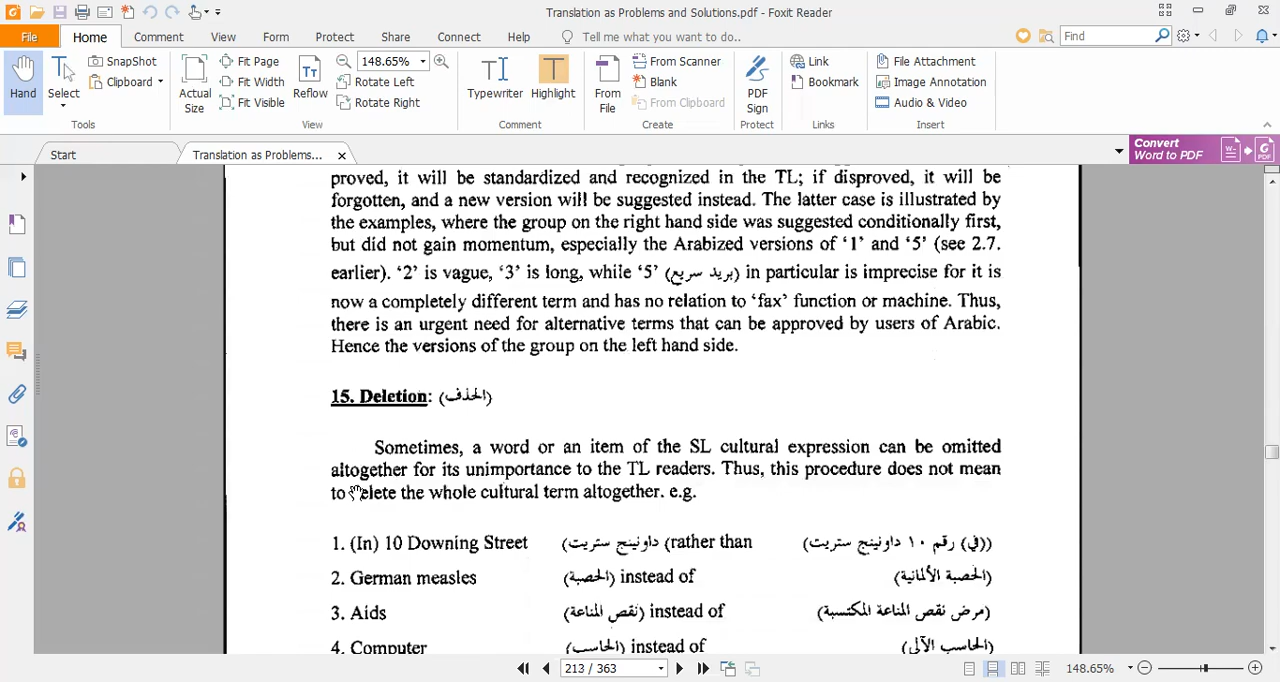 Translation as Problems and Solutions.pdf - Foxit Reader
File Home Comment View Form Protect Share Connect Help Tell me what you want to do.. Find
SnapShot Fit Page 148.65% From Scanner Link File Attachment
Clipboard Fit Width Rotate Left Blank Bookmark Image Annotation
Hand Select Actual Size Fit Visible Reflow Rotate Right Typewriter Highlight From File From Clipboard PDF Sign Audio & Video
Tools View Comment Create Protect Links Insert
Start Translation as Problems... Convert
Word to PDF
proved, it will be standardized and recognized in the TL; if disproved, it will be
forgotten, and a new version will be suggested instead. The latter case is illustrated by
the examples, where the group on the right hand side was suggested conditionally first,
but did not gain momentum, especially the Arabized versions of ‘1’ and ‘5’ (see 2.7.
earlier). ‘2’ is vague, ‘3’ is long, while ‘5’ (بريد سريع) in particular is imprecise for it is
now a completely different term and has no relation to ‘fax’ function or machine. Thus,
there is an urgent need for alternative terms that can be approved by users of Arabic.
Hence the versions of the group on the left hand side.
15. Deletion: (الحذف)
Sometimes, a word or an item of the SL cultural expression can be omitted
altogether for its unimportance to the TL readers. Thus, this procedure does not mean
to delete the whole cultural term altogether. e.g.
1. (In) 10 Downing Street (داونينج ستريت (rather than ((في) رقم ١٠ داونينج ستريت)
2. German measles (الحصبة) instead of (الحصبة الألمانية)
3. Aids (نقص المناعة) instead of (مرض نقص المناعة المكتسبة)
4. Computer (الحاسب) instead of (الحاسب الآلي)
213 / 363 148.65%